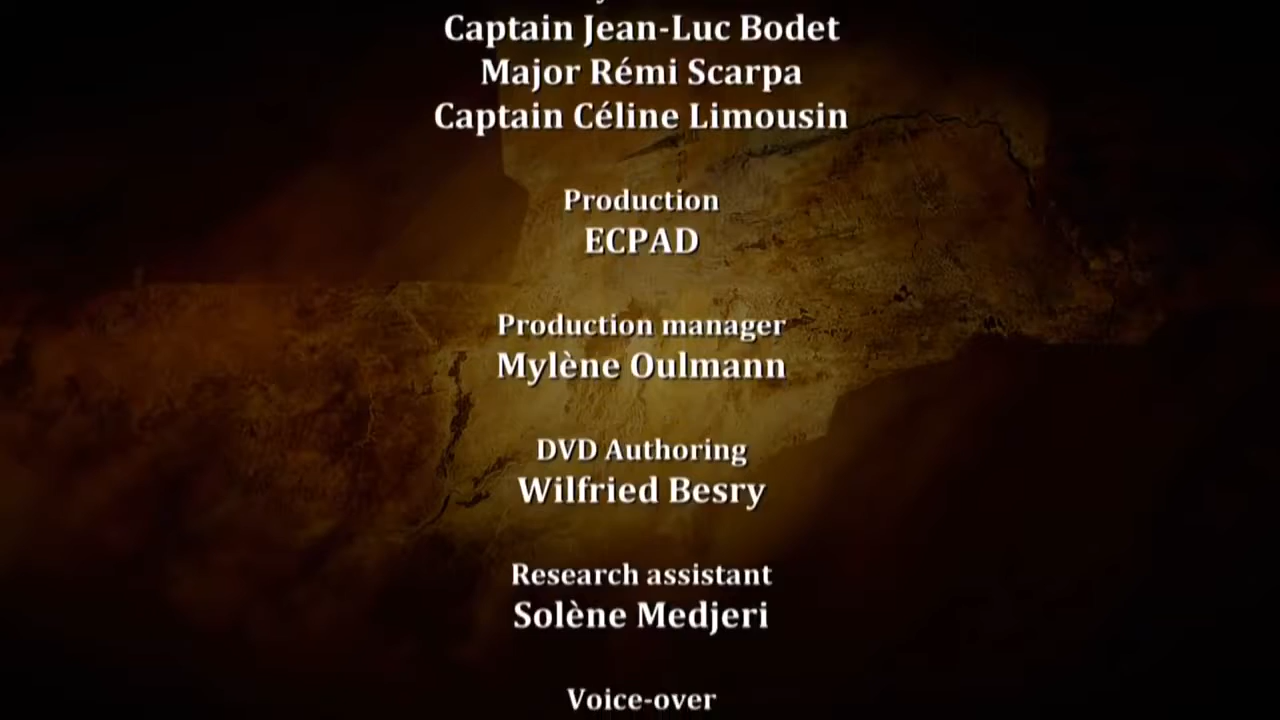 Captain Jean-Luc Bodet
Major Rémi Scarpa
Captain Céline Limousin
Production
ECPAD
Production manager
Mylène Oulmann
DVD Authoring
Wilfried Besry
Research assistant
Solène Medjeri
Voice-over